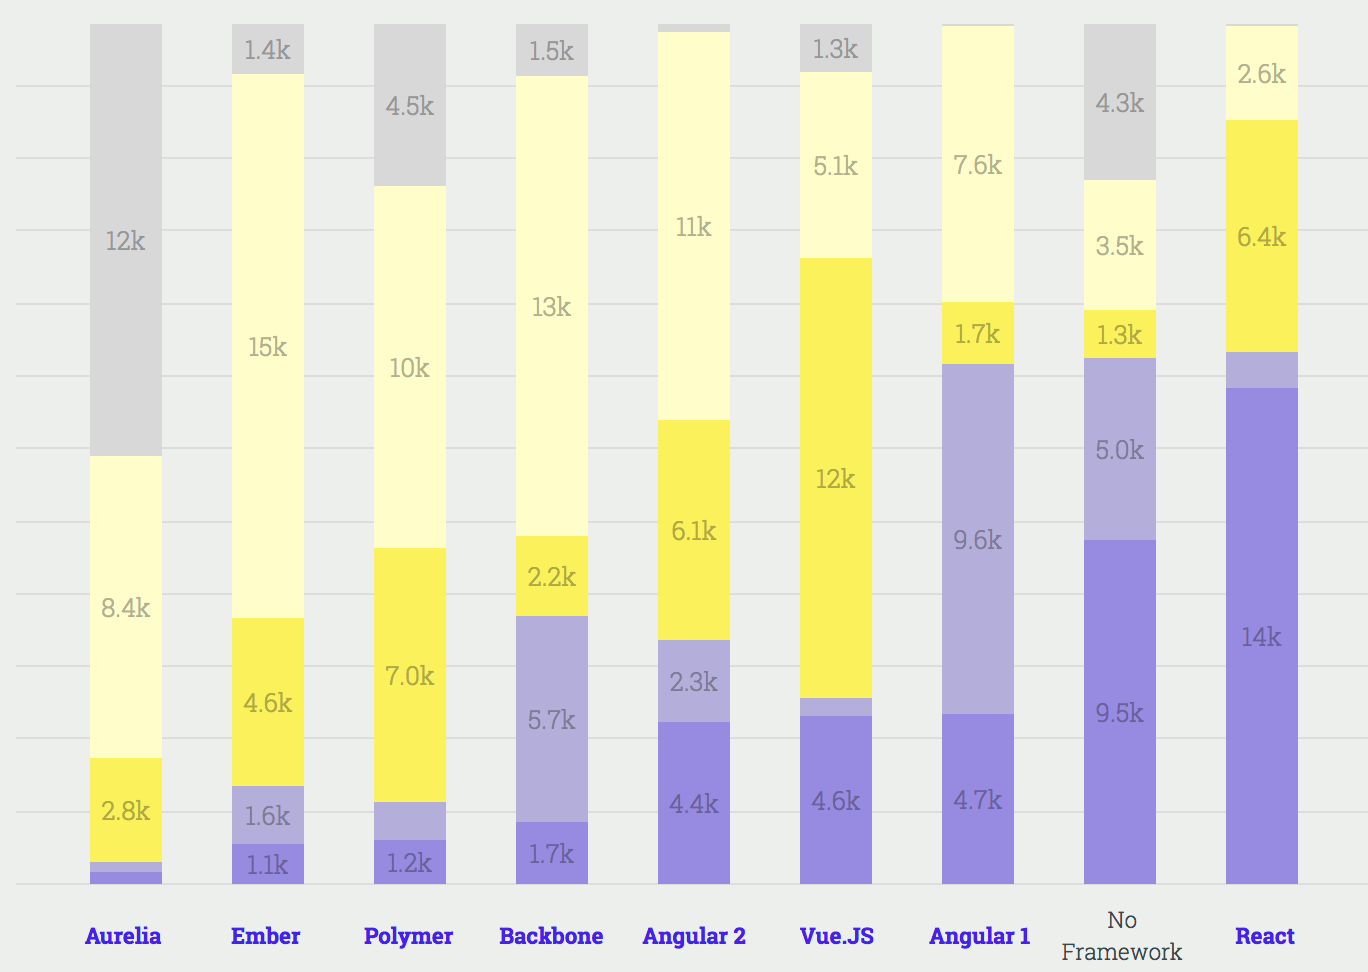 12k
8.4k
2.8k
1.4k
15k
4.6k
1.6k
1.1k
4.5k
10k
7.0k
1.2k
1.5k
13k
2.2k
5.7k
1.7k
11k
6.1k
2.3k
4.4k
1.3k
5.1k
12k
4.6k
7.6k
1.7k
9.6k
4.7k
4.3k
3.5k
1.3k
5.0k
9.5k
2.6k
6.4k
14k
Aurelia
Ember
Polymer
Backbone
Angular 2
Vue.JS
Angular 1
No
Framework
React